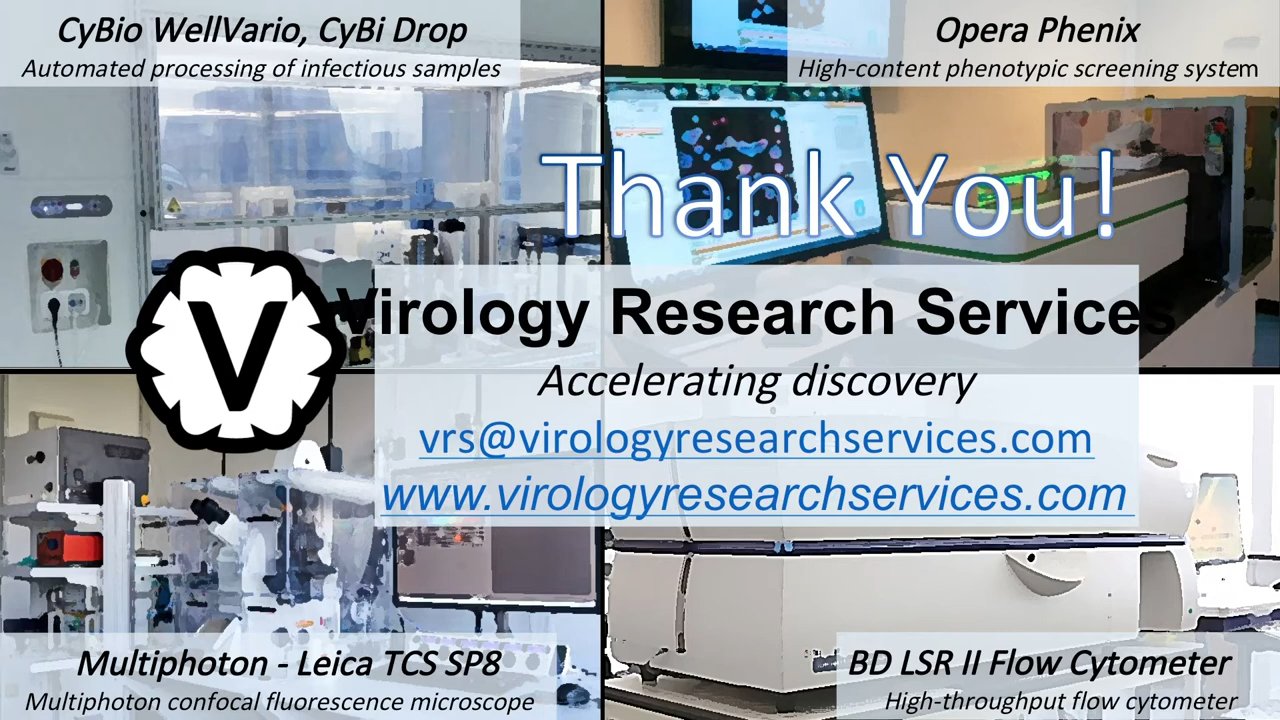 CyBio WellVario, CyBi Drop
Automated processing of infectious samples
Opera Phenix
High-content phenotypic screening system
Thank You!
V
Virology Research Services
Accelerating discovery
vrs@virologyresearchservices.com
www.virologyresearchservices.com
Multiphoton - Leica TCS SP8
Multiphoton confocal fluorescence microscope
BD LSR II Flow Cytometer
High-throughput flow cytometer